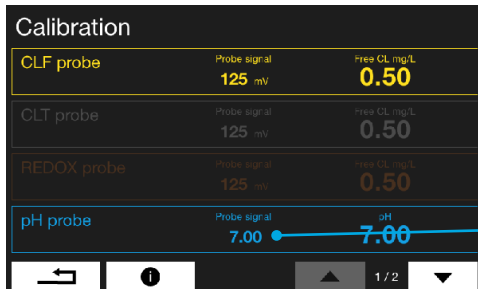 Calibration
CLF probe Probe signal Free CL mg/L
125 mV 0.50
CLT probe Probe signal Free CL mg/L
125 mV 0.50
REDOX probe Probe signal Free CL mg/L
125 mV 0.50
pH probe Probe signal pH
7.00 7.00
1/2